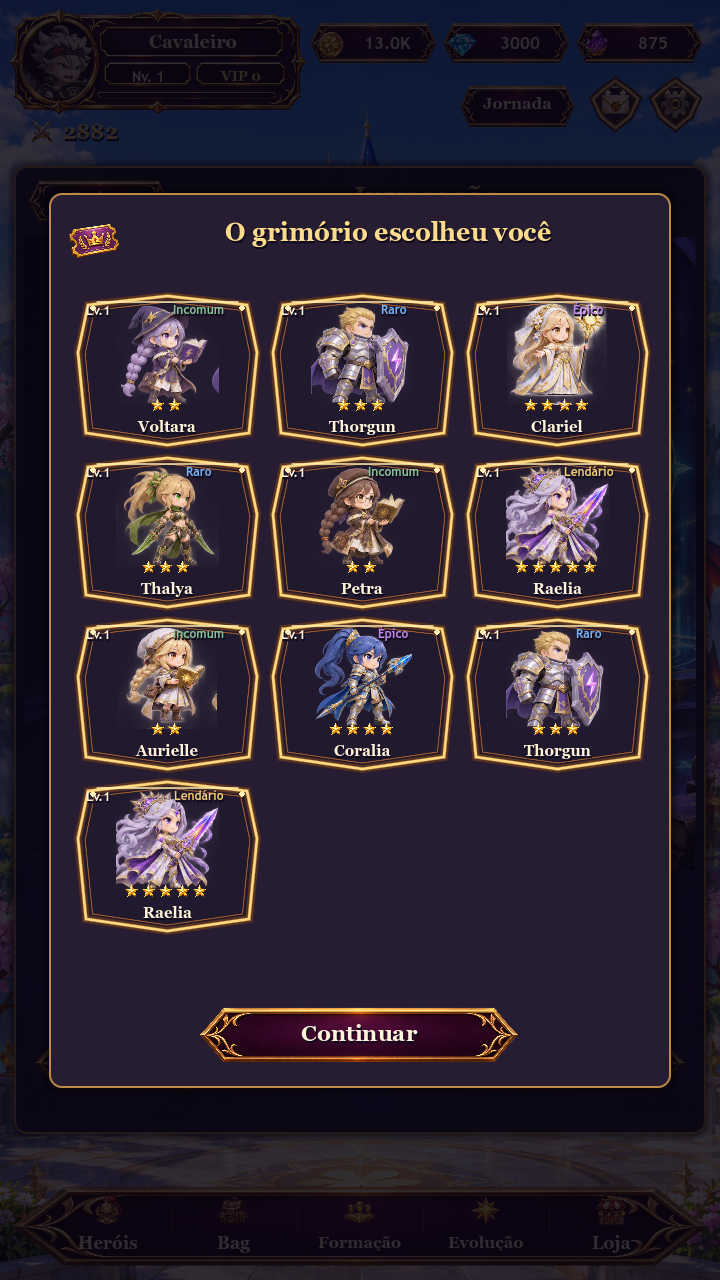 Cavaleiro
13.0K
3000
875
Nv. 1
VIP 0
Jornada
2882
O grimório escolheu você
Lv.1
Incomum
Voltara
Lv.1
Raro
Thorgun
Lv.1
Épico
Clariel
Lv.1
Raro
Thalya
Lv.1
Incomum
Petra
Lv.1
Lendário
Raelia
Lv.1
Incomum
Aurielle
Lv.1
Épico
Coralia
Lv.1
Raro
Thorgun
Lv.1
Lendário
Raelia
Continuar
Heróis
Bag
Formação
Evolução
Loja